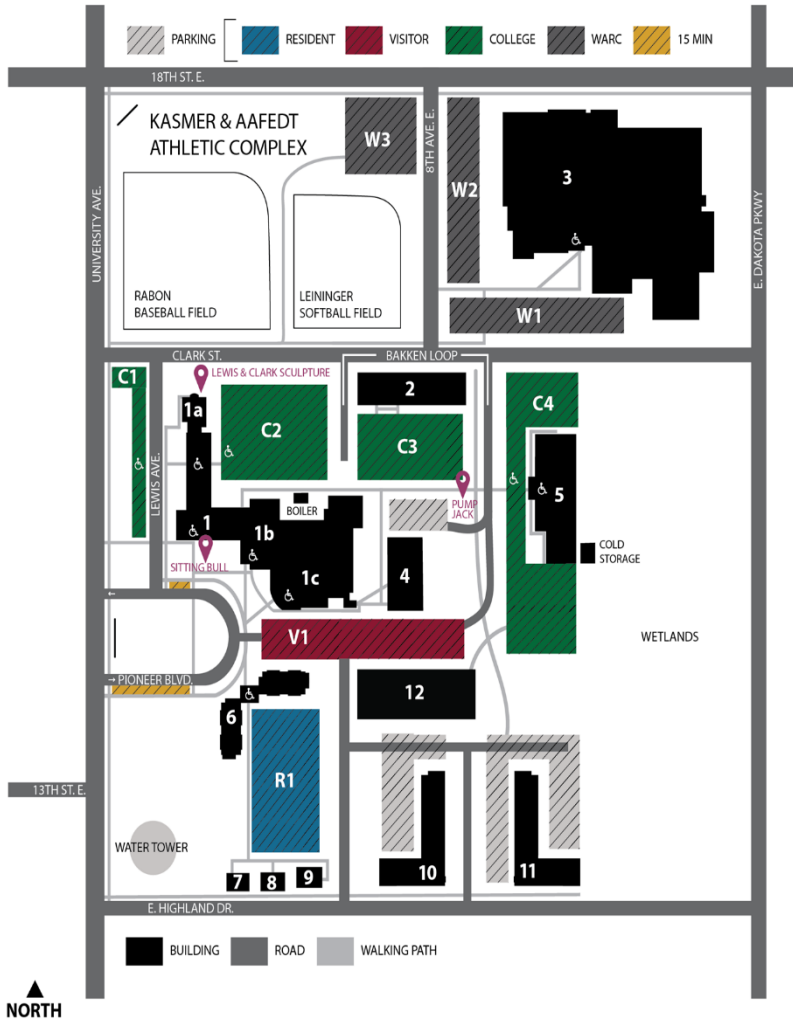 PARKING
RESIDENT
VISITOR
COLLEGE
WARC
15 MIN
18TH ST. E.
KASMER & AAFEDT
ATHLETIC COMPLEX
W3
8TH AVE. E.
W2
3
UNIVERSITY AVE.
E. DAKOTA PKWY
RABON
BASEBALL FIELD
LEININGER
SOFTBALL FIELD
W1
CLARK ST.
BAKKEN LOOP
C1
LEWIS & CLARK SCULPTURE
1a
2
C2
C3
C4
LEWIS AVE.
PUMP
JACK
5
BOILER
1
1b
COLD
STORAGE
SITTING BULL
1c
4
←
V1
WETLANDS
→ PIONEER BLVD.
12
6
R1
13TH ST. E.
WATER TOWER
7
8
9
10
11
E. HIGHLAND DR.
BUILDING
ROAD
WALKING PATH
NORTH